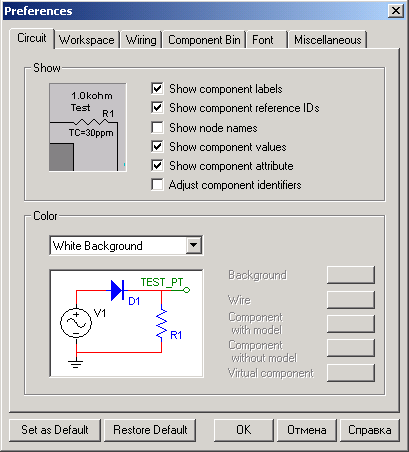 Preferences
Circuit Workspace Wiring Component Bin Font Miscellaneous
Show
1.0kohm
Test
R1
TC=30ppm
Show component labels
Show component reference IDs
Show node names
Show component values
Show component attribute
Adjust component identifiers
Color
White Background
TEST_PT
D1
V1
R1
Background
Wire
Component
with model
Component
without model
Virtual component
Set as Default Restore Default OK Отмена Справка